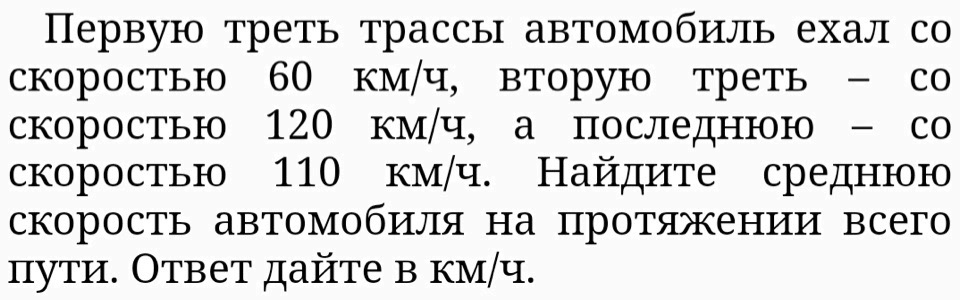 Первую треть трассы автомобиль ехал со
скоростью 60 км/ч, вторую треть – со
скоростью 120 км/ч, а последнюю – со
скоростью 110 км/ч. Найдите среднюю
скорость автомобиля на протяжении всего
пути. Ответ дайте в км/ч.